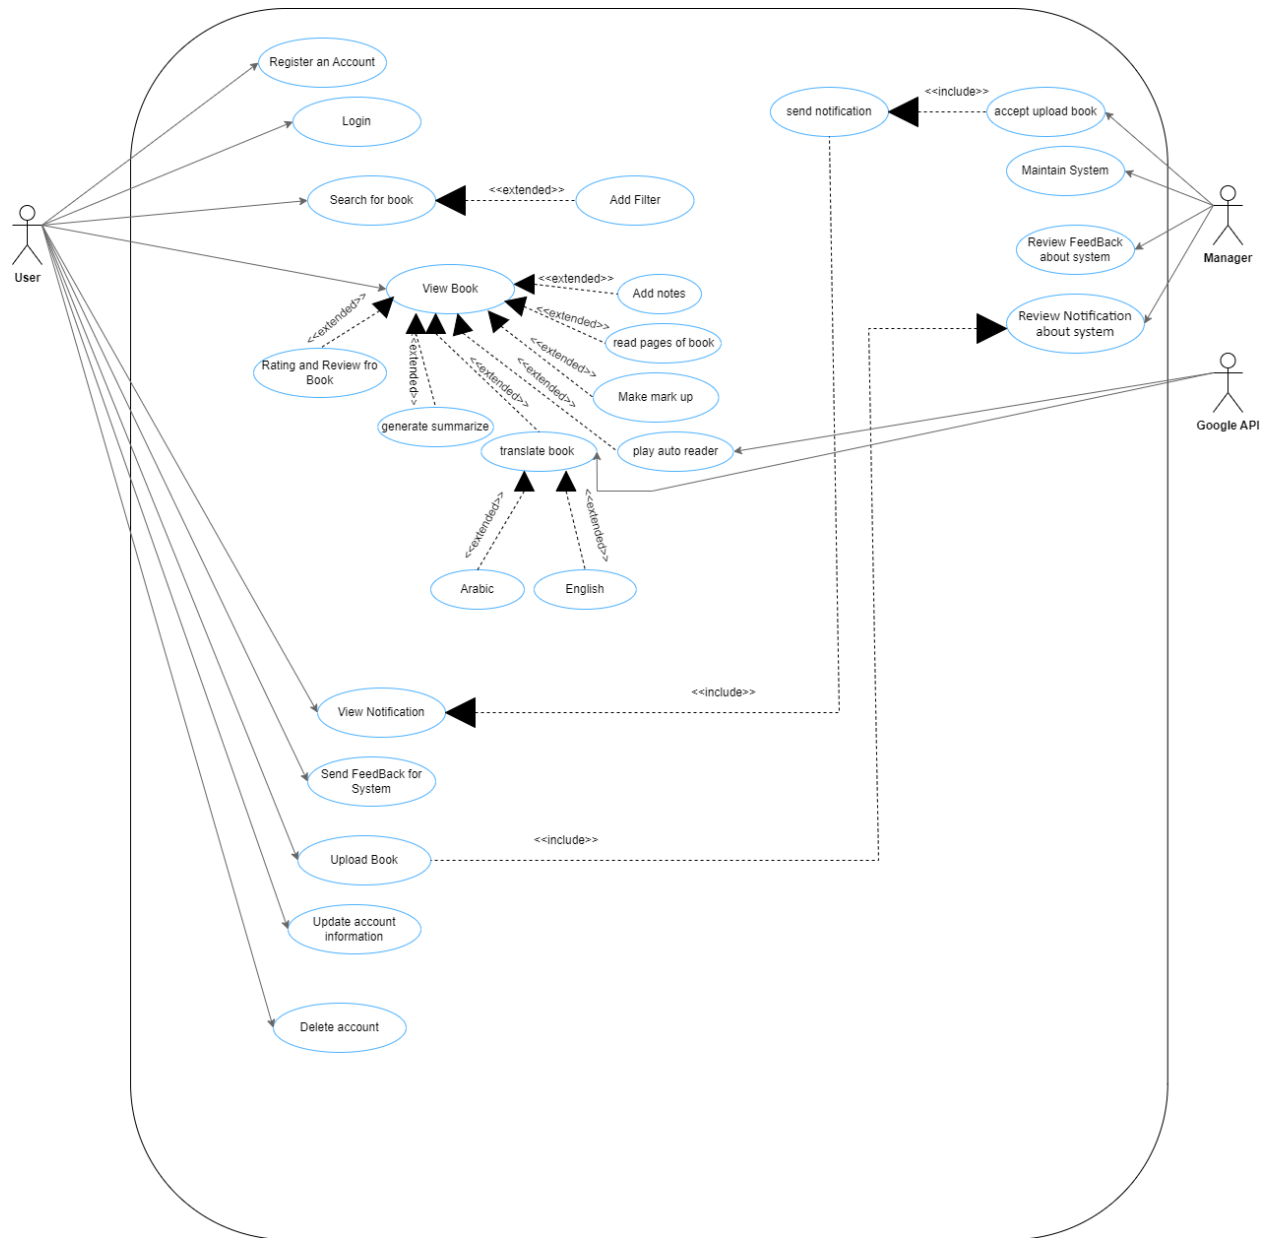 Register an Account
Login
send notification
<<include>>
accept upload book
Maintain System
Search for book
<<extended>>
Add Filter
User
Review FeedBack
about system
Manager
View Book
<<extended>>
Add notes
<<extended>>
Review Notification
about system
<<extended>>
read pages of book
<<extended>>
<<extended>>
<<extended>>
<<extended>>
Rating and Review fro
Book
Make mark up
Google API
generate summarize
translate book
play auto reader
<<extended>>
<<extended>>
Arabic
English
<<include>>
View Notification
Send FeedBack for
System
<<include>>
Upload Book
Update account
information
Delete account